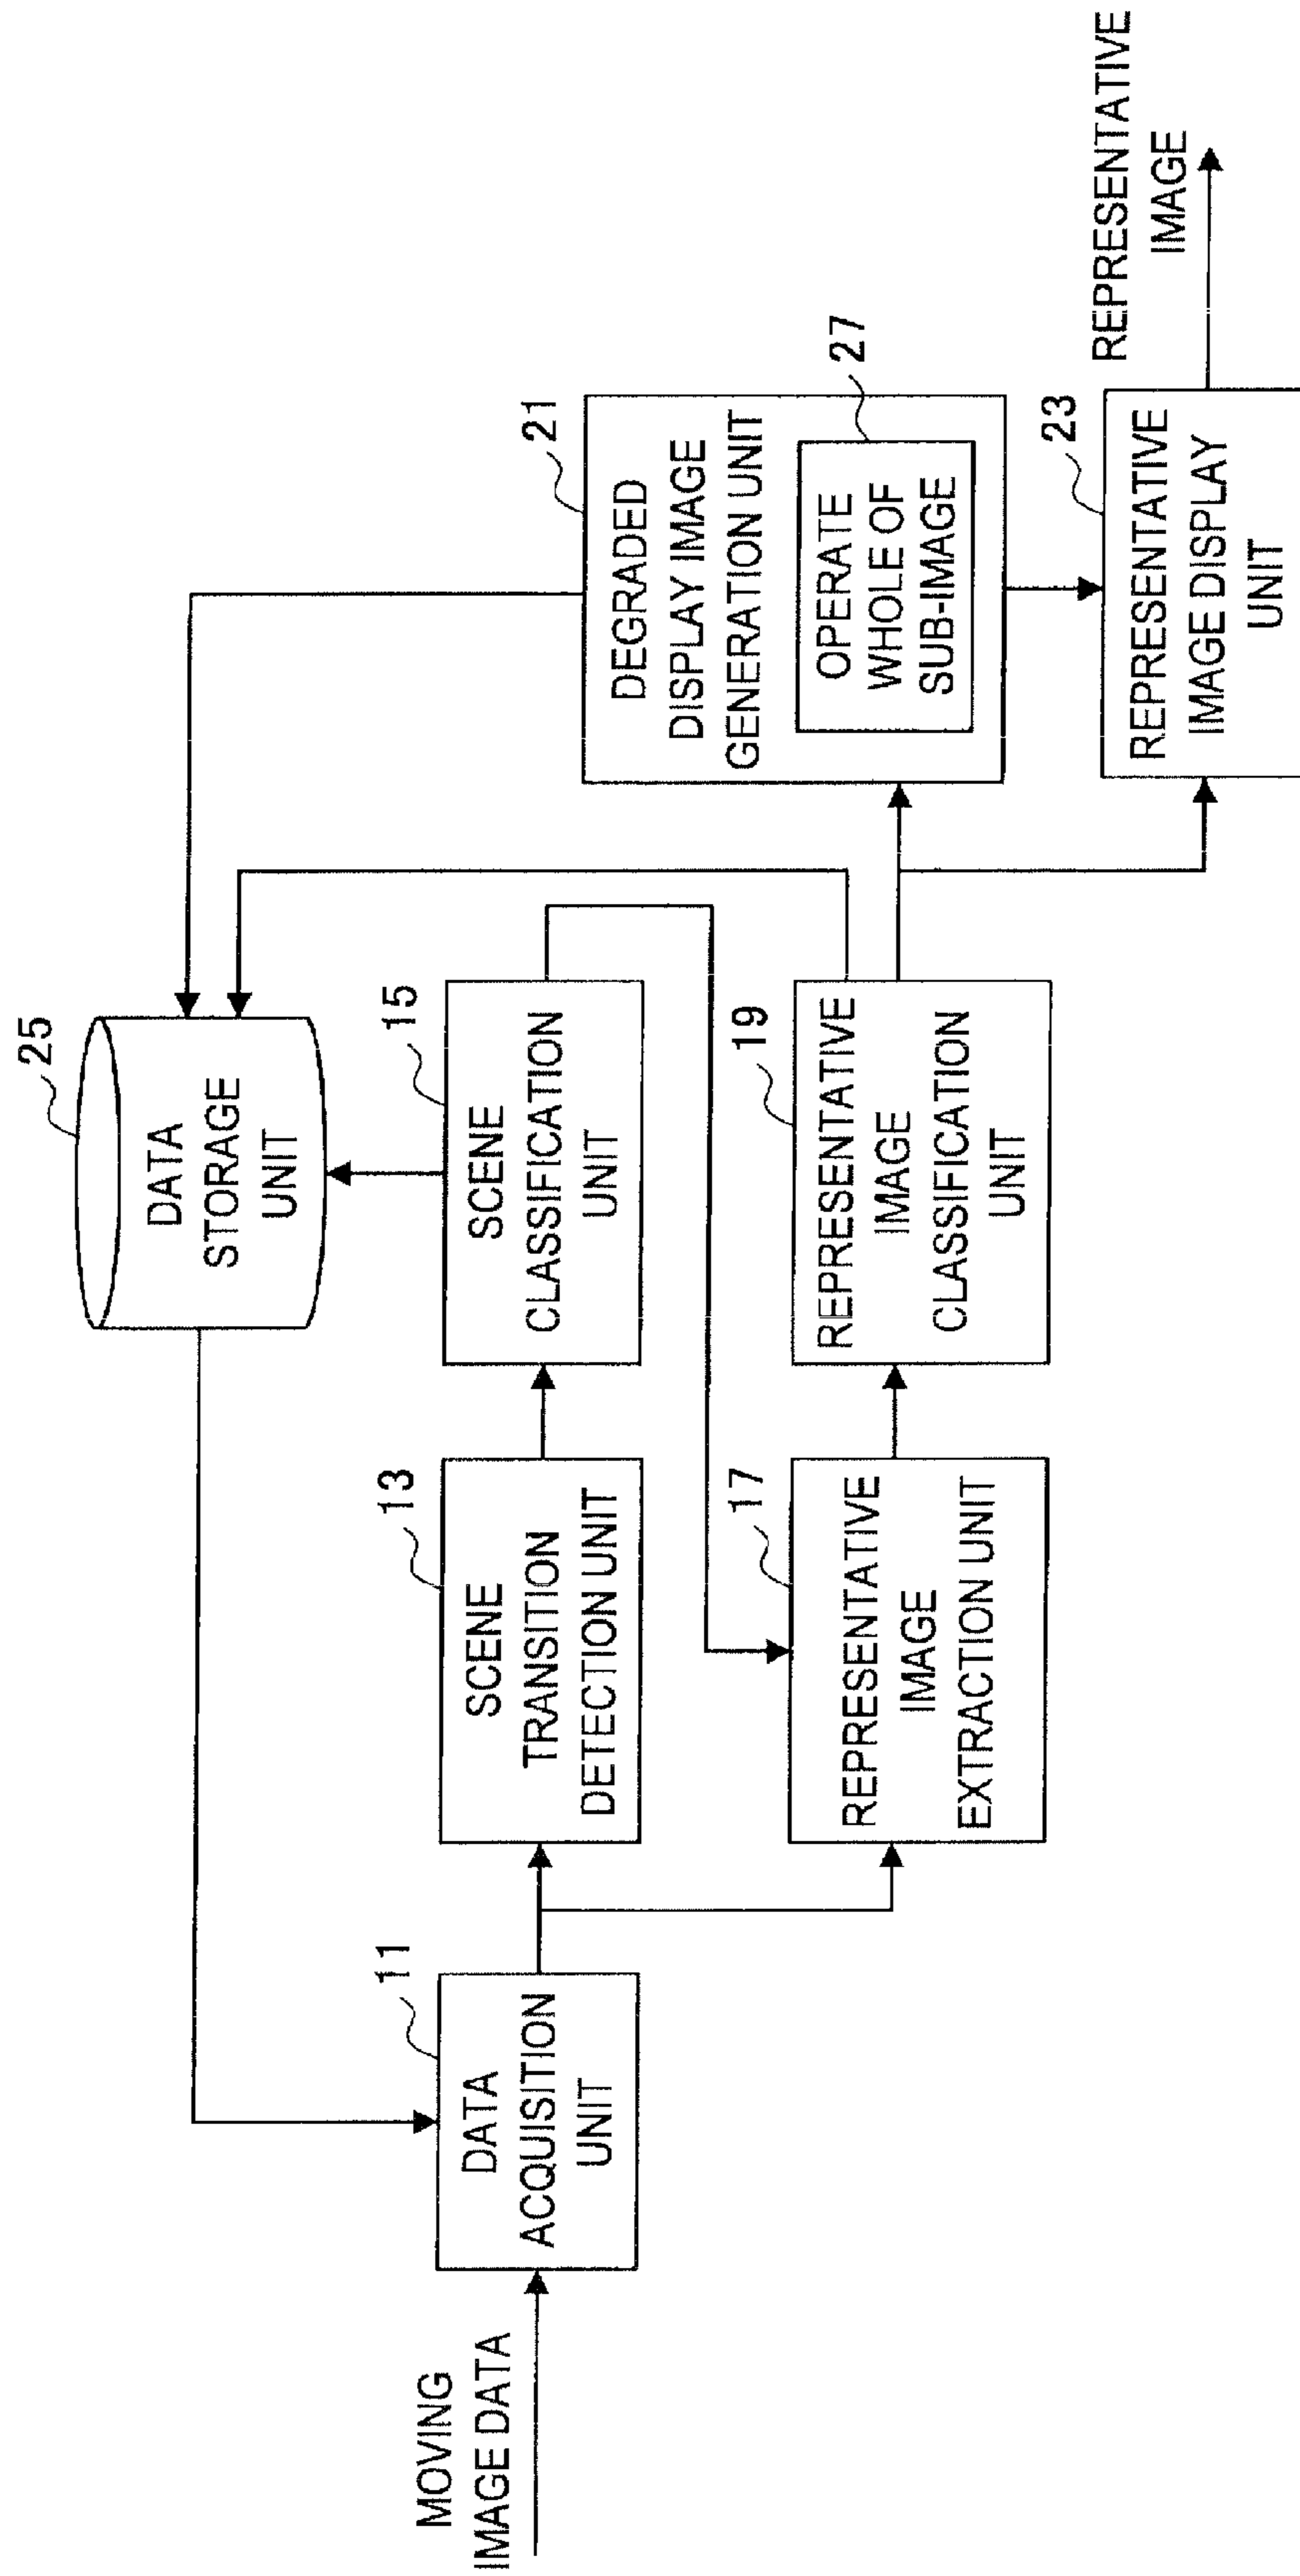 25
DATA
STORAGE
UNIT
11
DATA
ACQUISITION
UNIT
MOVING
IMAGE DATA
13
SCENE
TRANSITION
DETECTION UNIT
15
SCENE
CLASSIFICATION
UNIT
17
REPRESENTATIVE
IMAGE
EXTRACTION UNIT
19
REPRESENTATIVE
IMAGE
CLASSIFICATION
UNIT
21
DEGRADED
DISPLAY IMAGE
GENERATION UNIT
27
OPERATE
WHOLE OF
SUB-IMAGE
23
REPRESENTATIVE
IMAGE DISPLAY
UNIT
REPRESENTATIVE
IMAGE